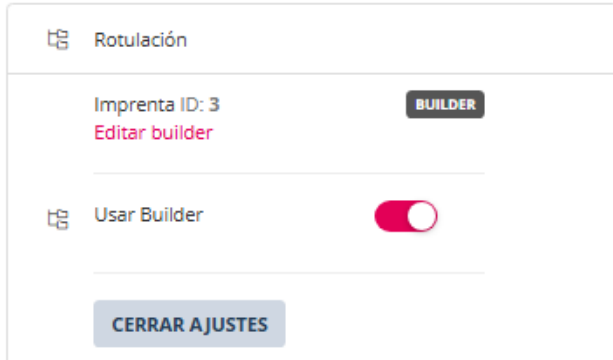 Rotulación
Imprenta ID: 3 BUILDER
Editar builder
Usar Builder
CERRAR AJUSTES